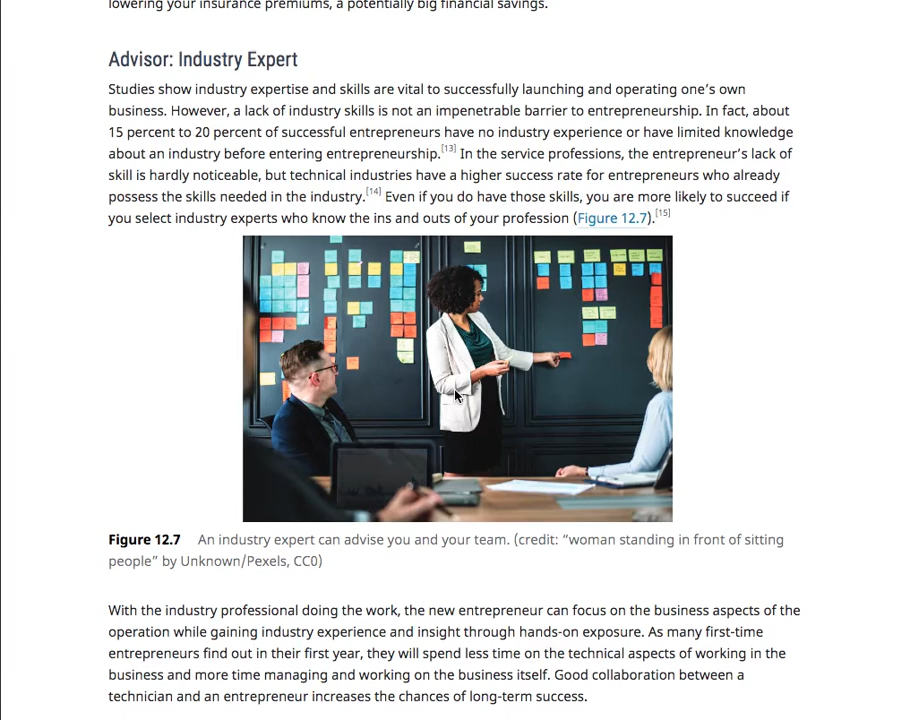 lowering your insurance premiums, a potentially big financial savings.
Advisor: Industry Expert
Studies show industry expertise and skills are vital to successfully launching and operating one’s own
business. However, a lack of industry skills is not an impenetrable barrier to entrepreneurship. In fact, about
15 percent to 20 percent of successful entrepreneurs have no industry experience or have limited knowledge
about an industry before entering entrepreneurship.[13] In the service professions, the entrepreneur’s lack of
skill is hardly noticeable, but technical industries have a higher success rate for entrepreneurs who already
possess the skills needed in the industry.[14] Even if you do have those skills, you are more likely to succeed if
you select industry experts who know the ins and outs of your profession (Figure 12.7).[15]
Figure 12.7 An industry expert can advise you and your team. (credit: “woman standing in front of sitting
people” by Unknown/Pexels, CC0)
With the industry professional doing the work, the new entrepreneur can focus on the business aspects of the
operation while gaining industry experience and insight through hands-on exposure. As many first-time
entrepreneurs find out in their first year, they will spend less time on the technical aspects of working in the
business and more time managing and working on the business itself. Good collaboration between a
technician and an entrepreneur increases the chances of long-term success.